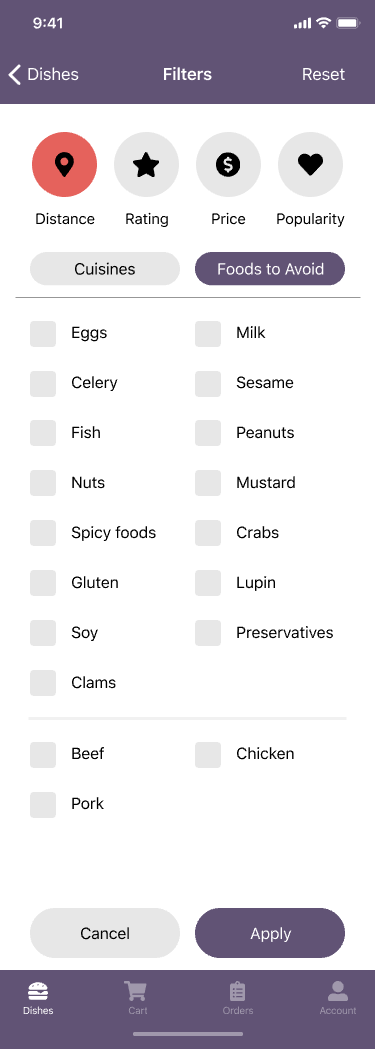 9:41
Dishes Filters Reset
Distance Rating Price Popularity
Cuisines Foods to Avoid
Eggs Milk
Celery Sesame
Fish Peanuts
Nuts Mustard
Spicy foods Crabs
Gluten Lupin
Soy Preservatives
Clams
Beef Chicken
Pork
Cancel Apply
Dishes Cart Orders Account